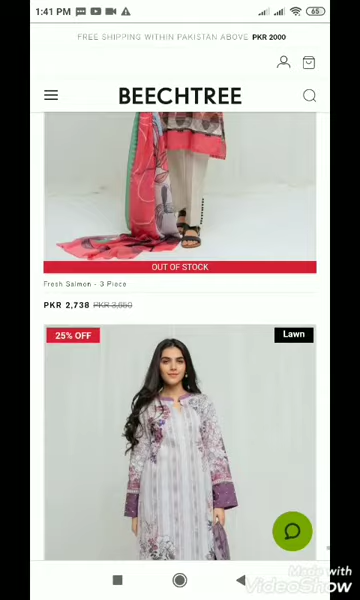 1:41 PM 65
FREE SHIPPING WITHIN PAKISTAN ABOVE PKR 2000
BEECHTREE
OUT OF STOCK
Fresh Salmon - 3 Piece
PKR 2,738 PKR 3,650
25% OFF Lawn
Made with
VideoShow